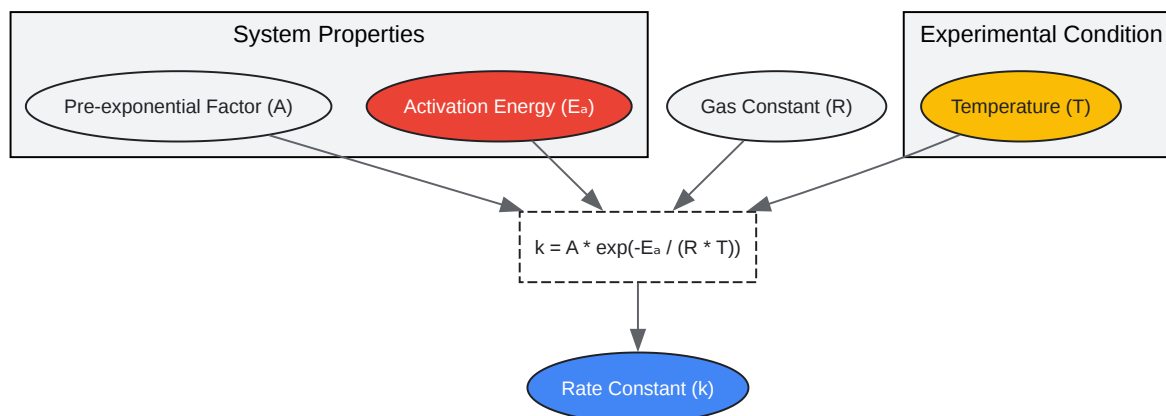 System Properties
Experimental Condition
Pre-exponential Factor (A)
Activation Energy (Eₐ)
Gas Constant (R)
Temperature (T)
k = A * exp(-Eₐ / (R * T))
Rate Constant (k)